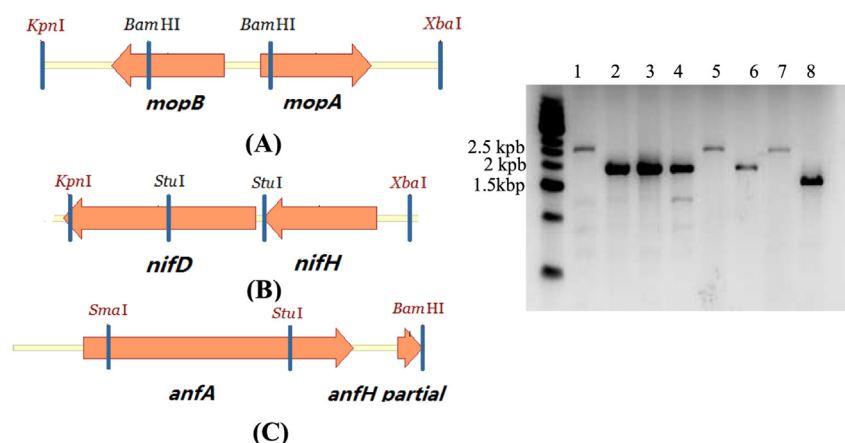 KpnI BamHI BamHI XbaI
mopB mopA
(A)
KpnI StuI StuI XbaI
nifD nifH
(B)
SmaI StuI BamHI
anfA anfH partial
(C)
1 2 3 4 5 6 7 8
2.5 kpb
2 kpb
1.5kbp